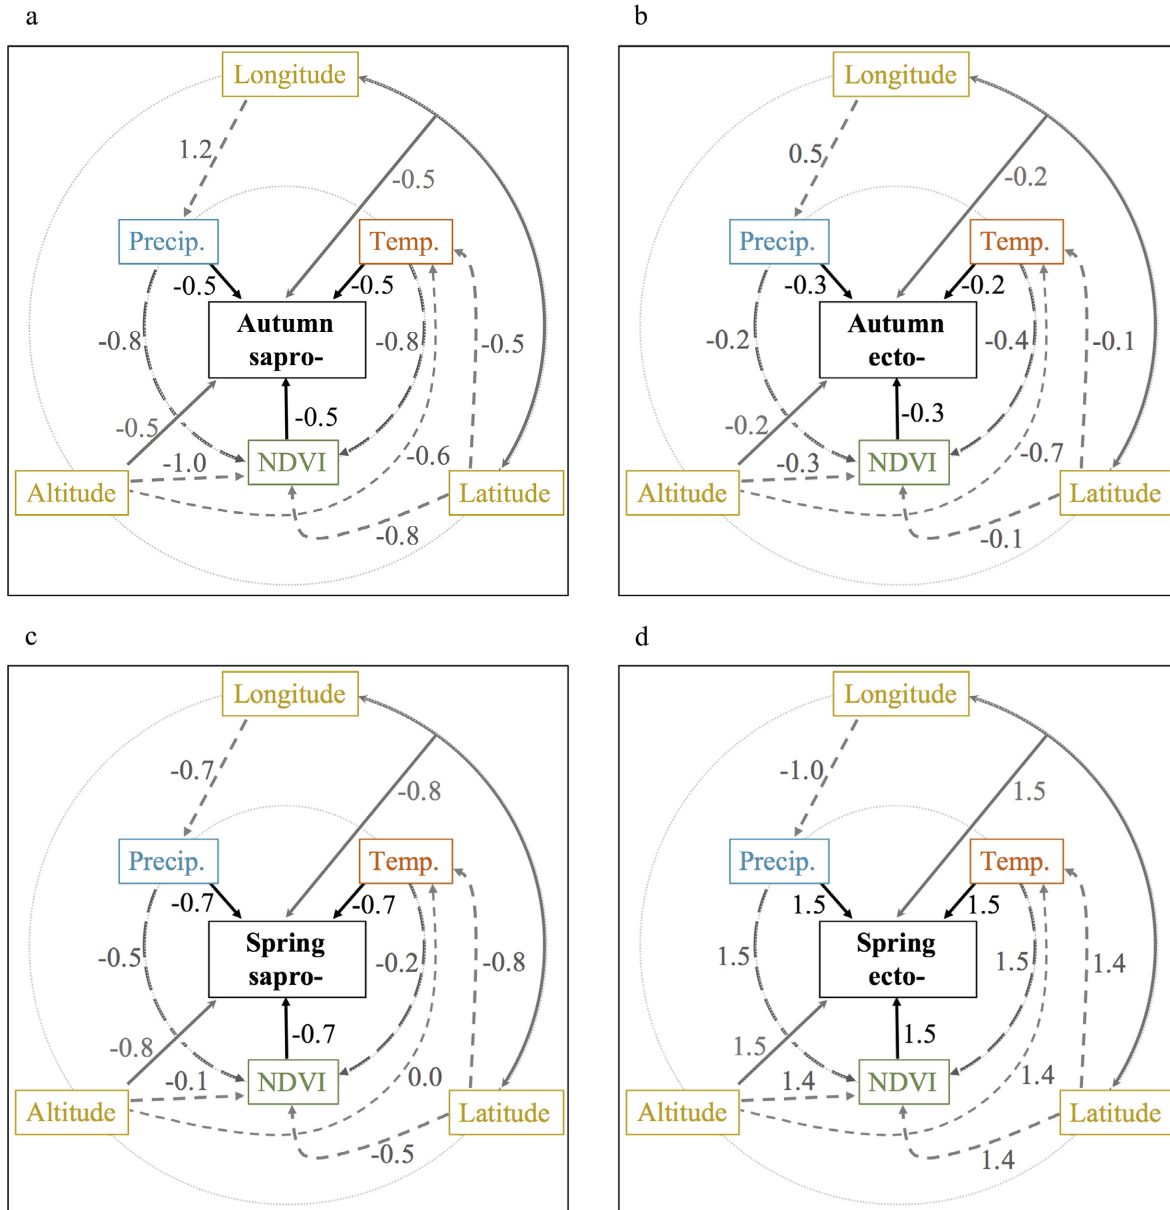 a
Longitude
1.2
-0.5
Precip.
Temp.
-0.5
-0.5
Autumn
sapro-
-0.8
-0.8
-0.5
-0.5
-0.5
-1.0
-0.6
NDVI
Altitude
Latitude
-0.8
b
Longitude
0.5
-0.2
Precip.
Temp.
-0.3
-0.2
Autumn
ecto-
-0.2
-0.4
-0.1
-0.3
-0.2
-0.3
-0.7
NDVI
Altitude
Latitude
-0.1
c
Longitude
-0.7
-0.8
Precip.
Temp.
-0.7
-0.7
Spring
sapro-
-0.5
-0.2
-0.8
-0.7
-0.8
-0.1
0.0
NDVI
Altitude
Latitude
-0.5
d
Longitude
-1.0
1.5
Precip.
Temp.
1.5
1.5
Spring
ecto-
1.5
1.5
1.4
1.5
1.5
1.4
1.4
NDVI
Altitude
Latitude
1.4